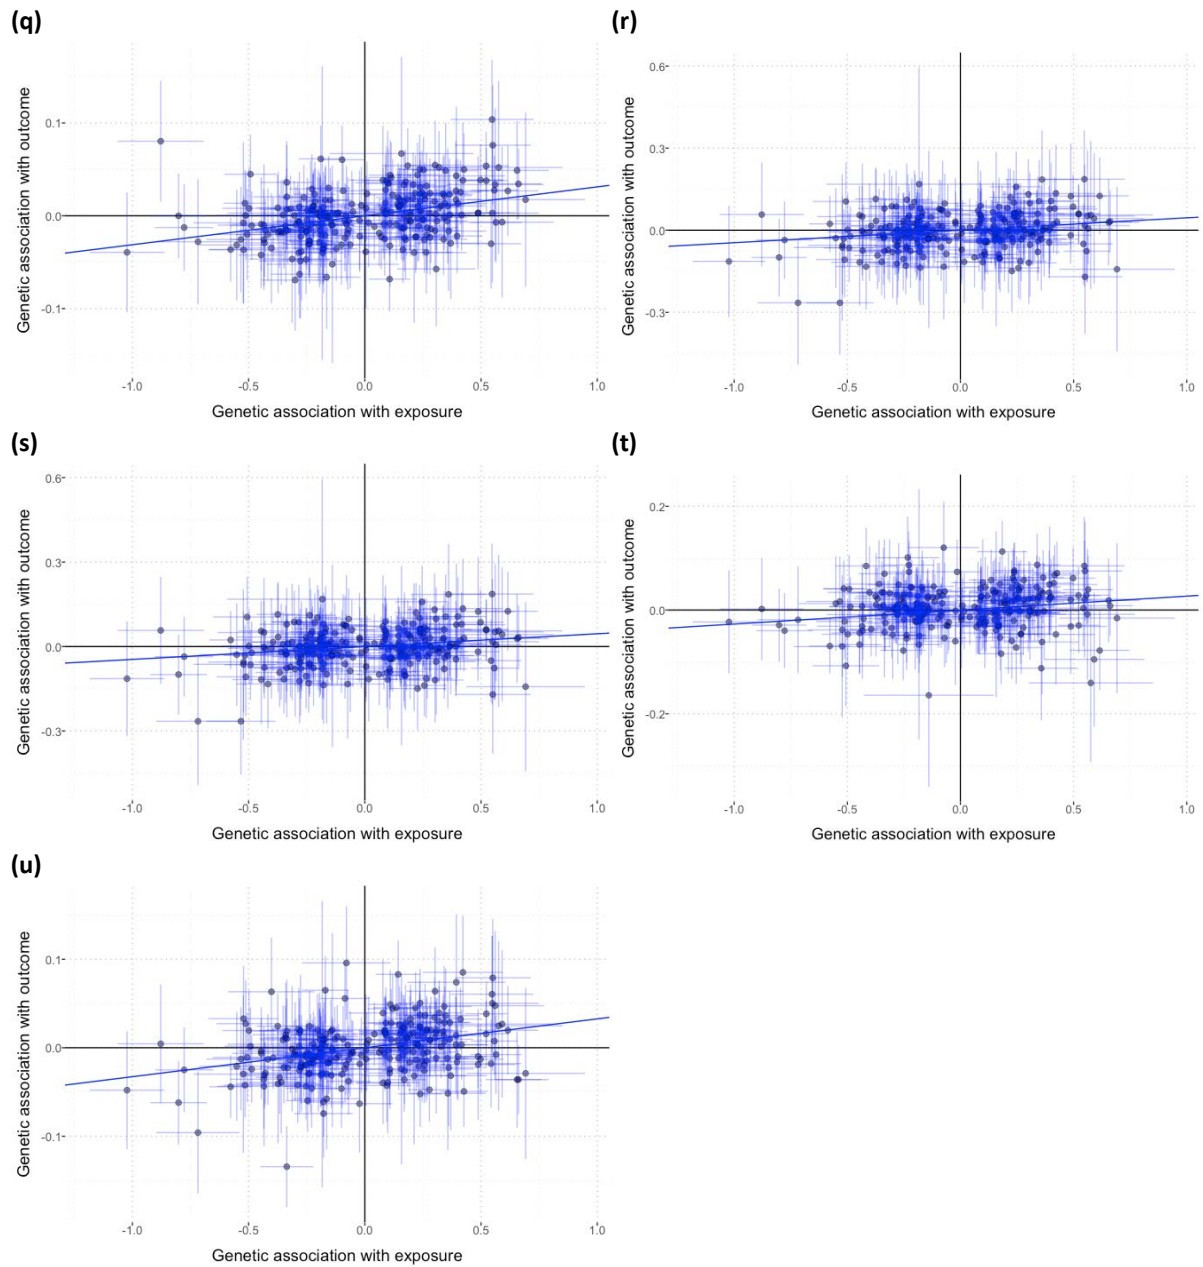 (q)
0.1
0.0
-0.1
-1.0 -0.5 0.0 0.5 1.0
Genetic association with outcome
Genetic association with exposure
(r)
0.6
0.3
0.0
-0.3
-1.0 -0.5 0.0 0.5 1.0
Genetic association with outcome
Genetic association with exposure
(s)
0.6
0.3
0.0
-0.3
-1.0 -0.5 0.0 0.5 1.0
Genetic association with outcome
Genetic association with exposure
(t)
0.2
0.0
-0.2
-1.0 -0.5 0.0 0.5 1.0
Genetic association with outcome
Genetic association with exposure
(u)
0.1
0.0
-0.1
-1.0 -0.5 0.0 0.5 1.0
Genetic association with outcome
Genetic association with exposure